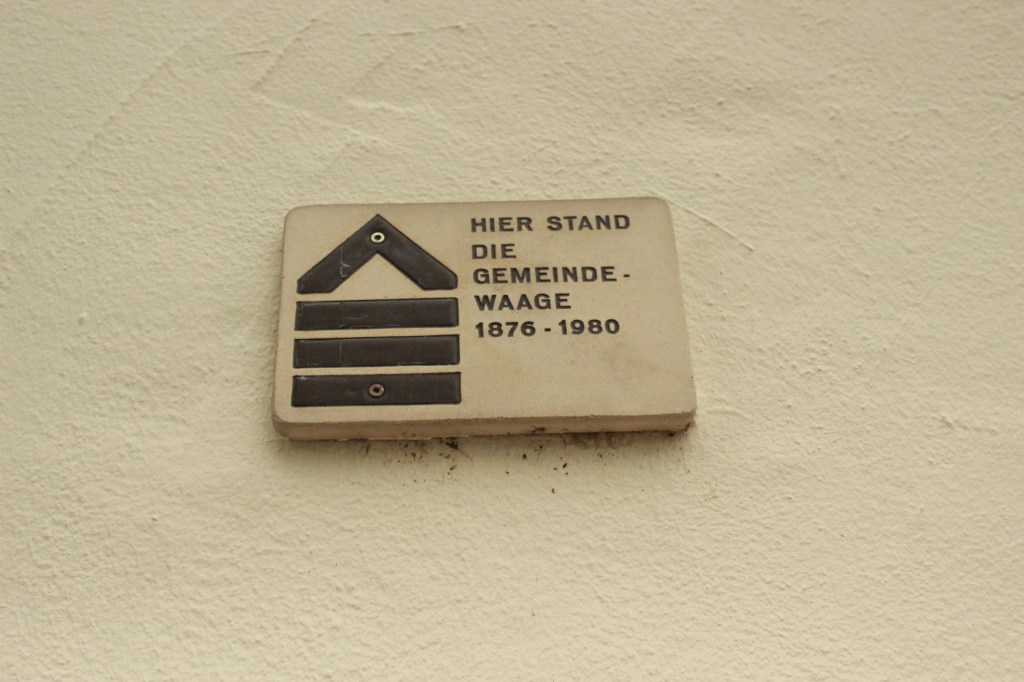 HIER STAND
DIE
GEMEINDE-
WAAGE
1876 - 1980